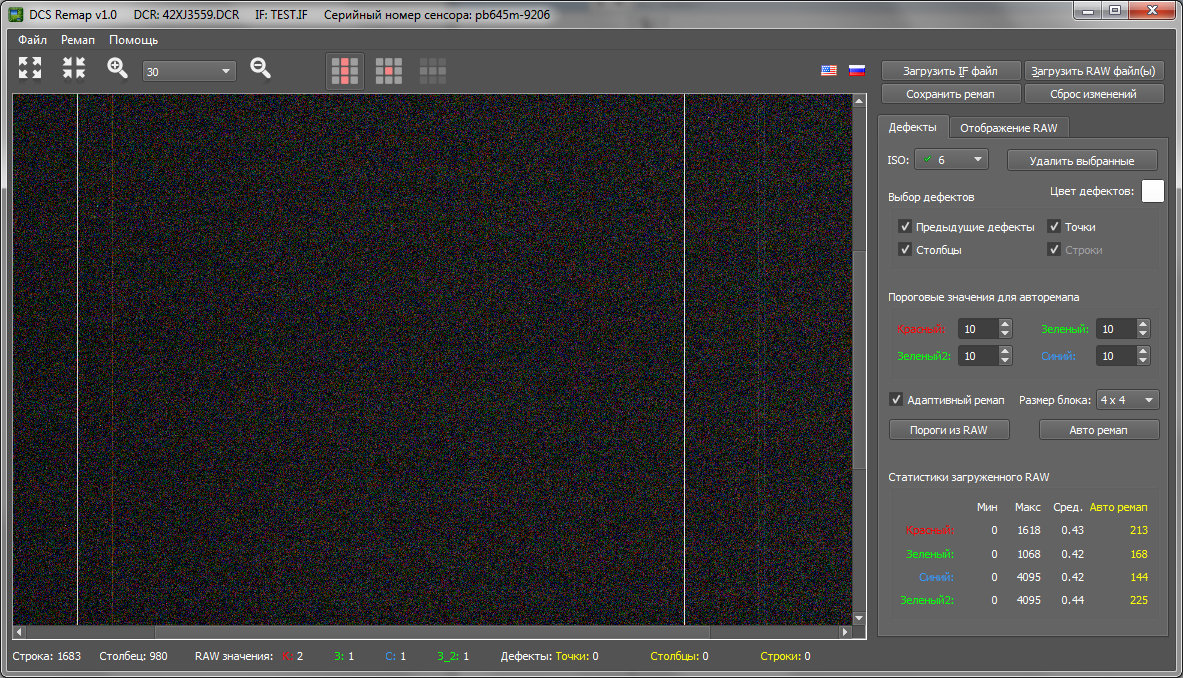 DCS Remap v1.0 DCR: 42XJ3559.DCR IF: TEST.IF Серийный номер сенсора: pb645m-9206
Файл Ремап Помощь
30
Загрузить IF файл Загрузить RAW файл(ы)
Сохранить ремап Сброс изменений
Дефекты Отображение RAW
ISO: 6 Удалить выбранные
Выбор дефектов Цвет дефектов:
Предыдущие дефекты Точки
Столбцы Строки
Пороговые значения для авторемапа
Красный: 10 Зеленый: 10
Зеленый2: 10 Синий: 10
Адаптивный ремап Размер блока: 4 x 4
Пороги из RAW Авто ремап
Статистики загруженного RAW
Мин Макс Сред. Авто ремап
Красный: 0 1618 0.43 213
Зеленый: 0 1068 0.42 168
Синий: 0 4095 0.42 144
Зеленый2: 0 4095 0.44 225
Строка: 1683 Столбец: 980 RAW значения: К: 2 З: 1 С: 1 З_2: 1 Дефекты: Точки: 0 Столбцы: 0 Строки: 0